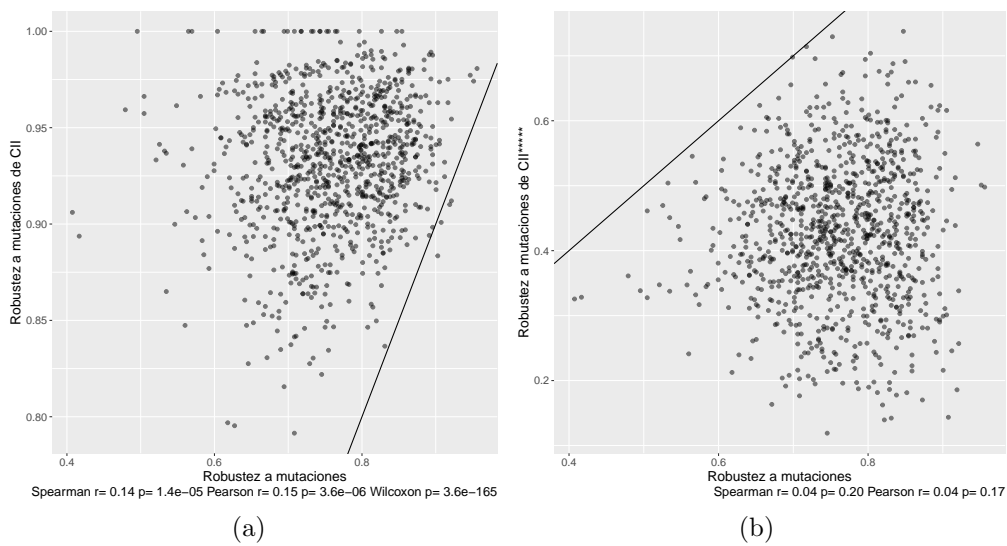 1.00
0.95
0.90
0.85
0.80
Robustez a mutaciones de CII
0.4
0.6
0.8
Robustez a mutaciones
Spearman r= 0.14 p= 1.4e−05 Pearson r= 0.15 p= 3.6e−06 Wilcoxon p= 3.6e−165
(a)
0.6
0.4
0.2
Robustez a mutaciones de CII*****
0.4
0.6
0.8
Robustez a mutaciones
Spearman r= 0.04 p= 0.20 Pearson r= 0.04 p= 0.17
(b)